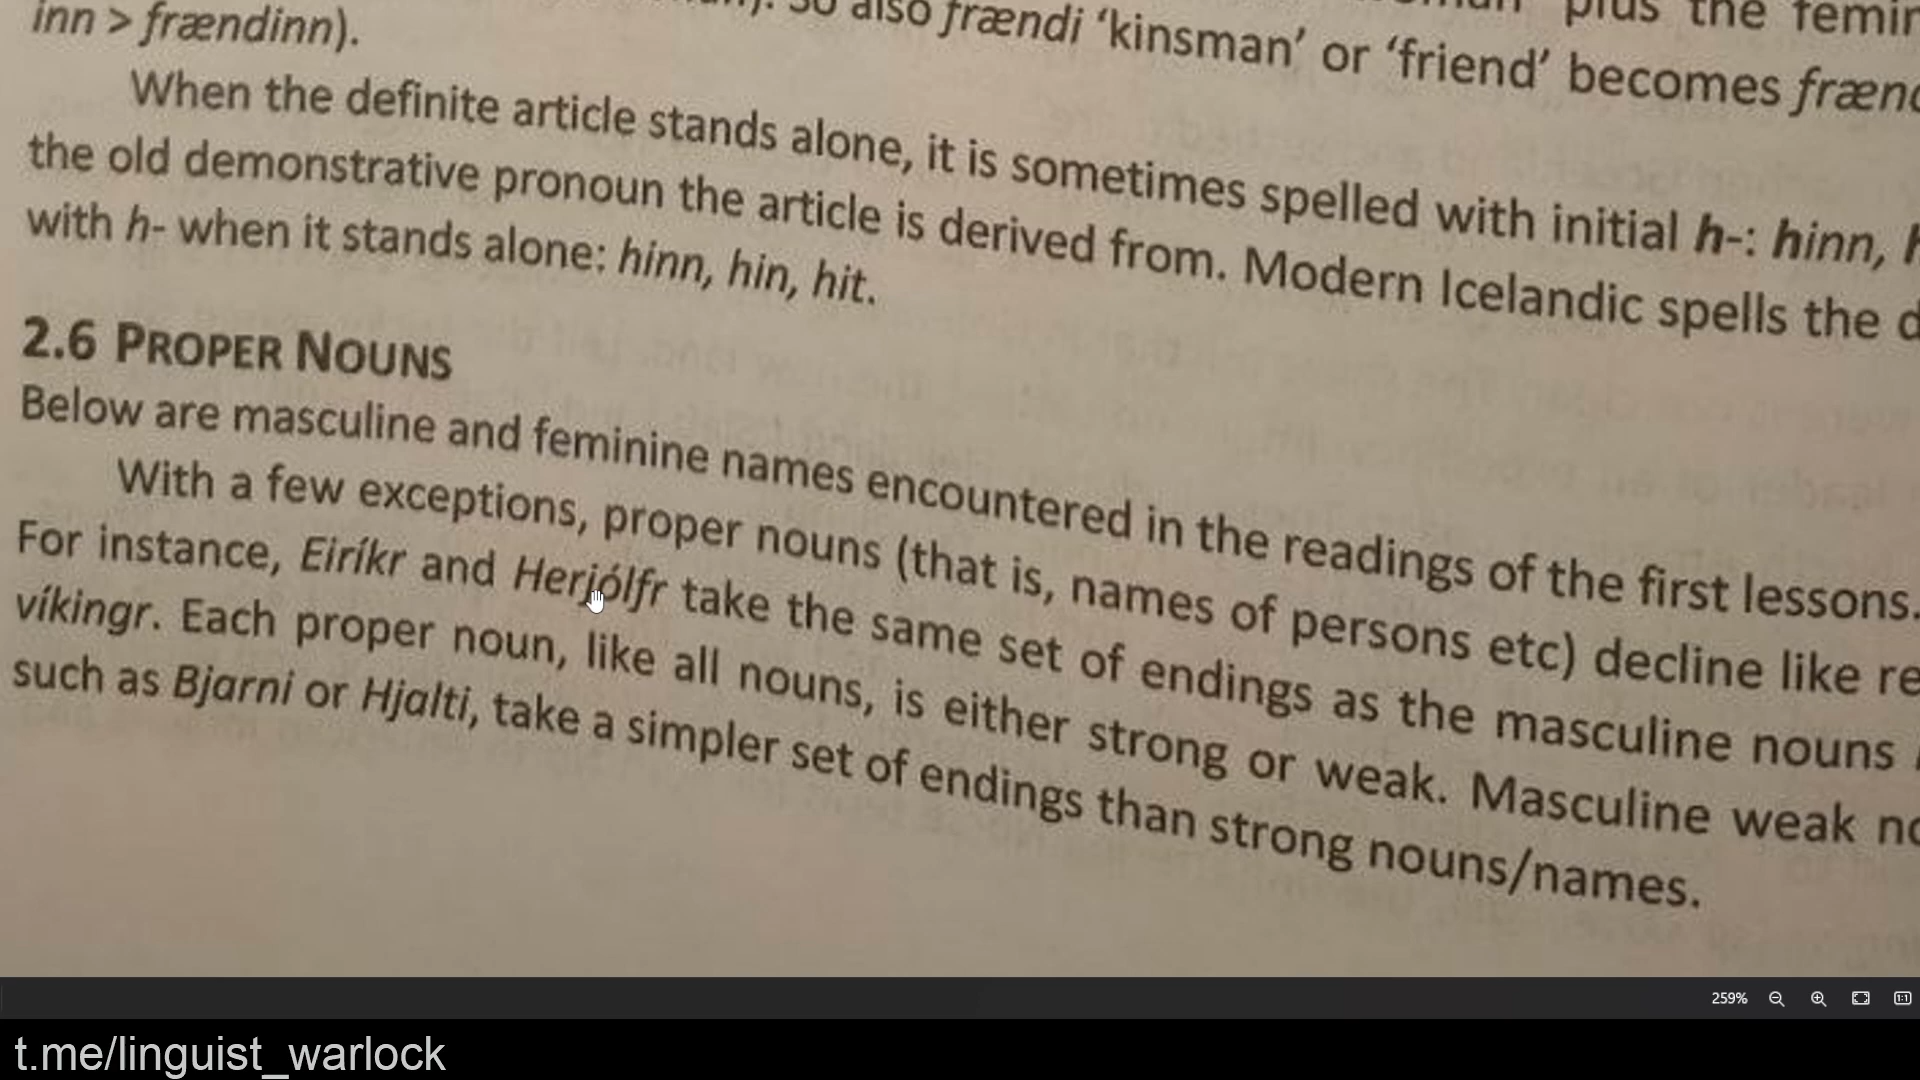 plus the
also frændi ‘kinsman’ or ‘friend’ becomes
inn > frændinn).
When the definite article stands alone, it is sometimes spelled with initial h-: hinn,
the old demonstrative pronoun the article is derived from. Modern Icelandic spells the
with h- when it stands alone: hinn, hin, hit.
2.6 PROPER NOUNS
Below are masculine and feminine names encountered in the readings of the first lessons.
With a few exceptions, proper nouns (that is, names of persons etc) decline like
For instance, Eiríkr and Herjólfr take the same set of endings as the masculine nouns
víkingr. Each proper noun, like all nouns, is either strong or weak. Masculine weak
such as Bjarni or Hjalti, take a simpler set of endings than strong nouns/names.
259%
1:1
t.me/linguist_warlock